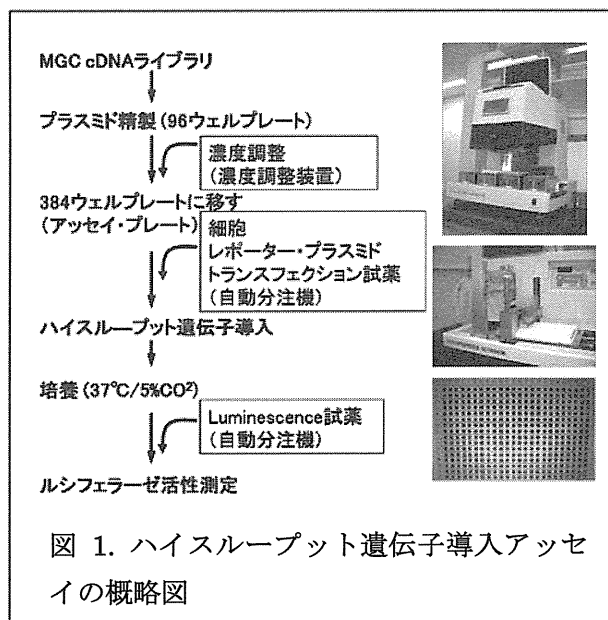 MGC cDNAライブラリ
プラスミド精製(96ウェルプレート)
濃度調整
(濃度調整装置)
384ウェルプレートに移す
(アッセイ・プレート)
細胞
レポーター・プラスミド
トランスフェクション試薬
(自動分注機)
ハイスループット遺伝子導入
培養(37℃/5%CO²)
Luminescence試薬
(自動分注機)
ルシフェラーゼ活性測定
図 1. ハイスループット遺伝子導入アッセ
イの概略図